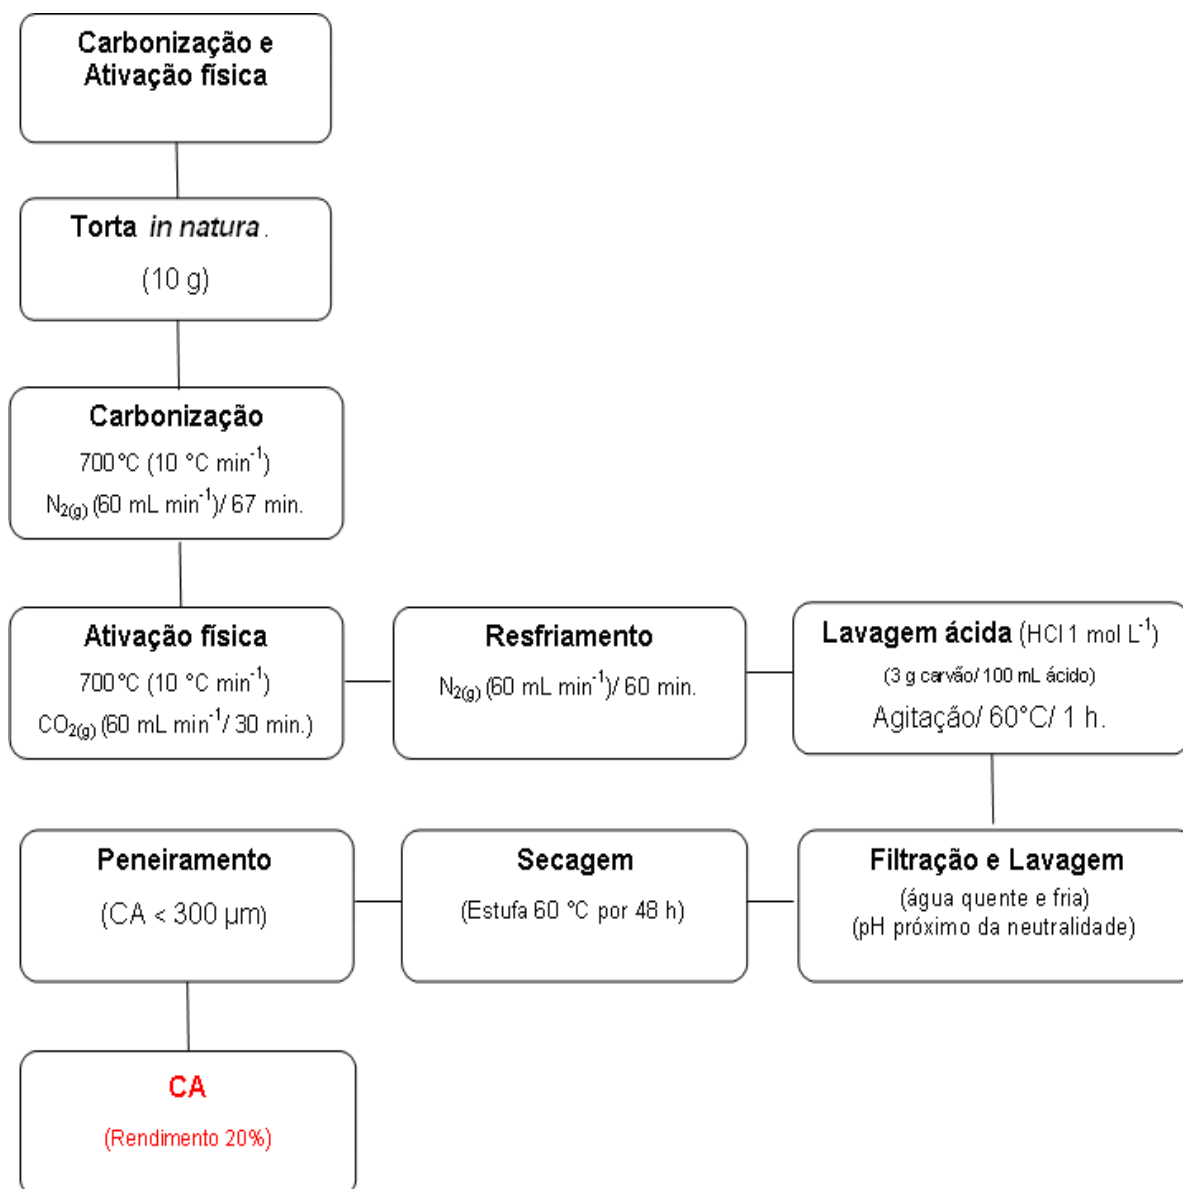 Carbonização e
Ativação física
Torta in natura.
(10 g)
Carbonização
700°C (10 °C min⁻¹)
N₂(g) (60 mL min⁻¹)/ 67 min.
Ativação física
700°C (10 °C min⁻¹)
CO₂(g) (60 mL min⁻¹/ 30 min.)
Resfriamento
N₂(g) (60 mL min⁻¹)/ 60 min.
Lavagem ácida (HCl 1 mol L⁻¹)
(3 g carvão/ 100 mL ácido)
Agitação/ 60°C/ 1 h.
Filtração e Lavagem
(água quente e fria)
(pH próximo da neutralidade)
Secagem
(Estufa 60 °C por 48 h)
Peneiramento
(CA < 300 µm)
CA
(Rendimento 20%)